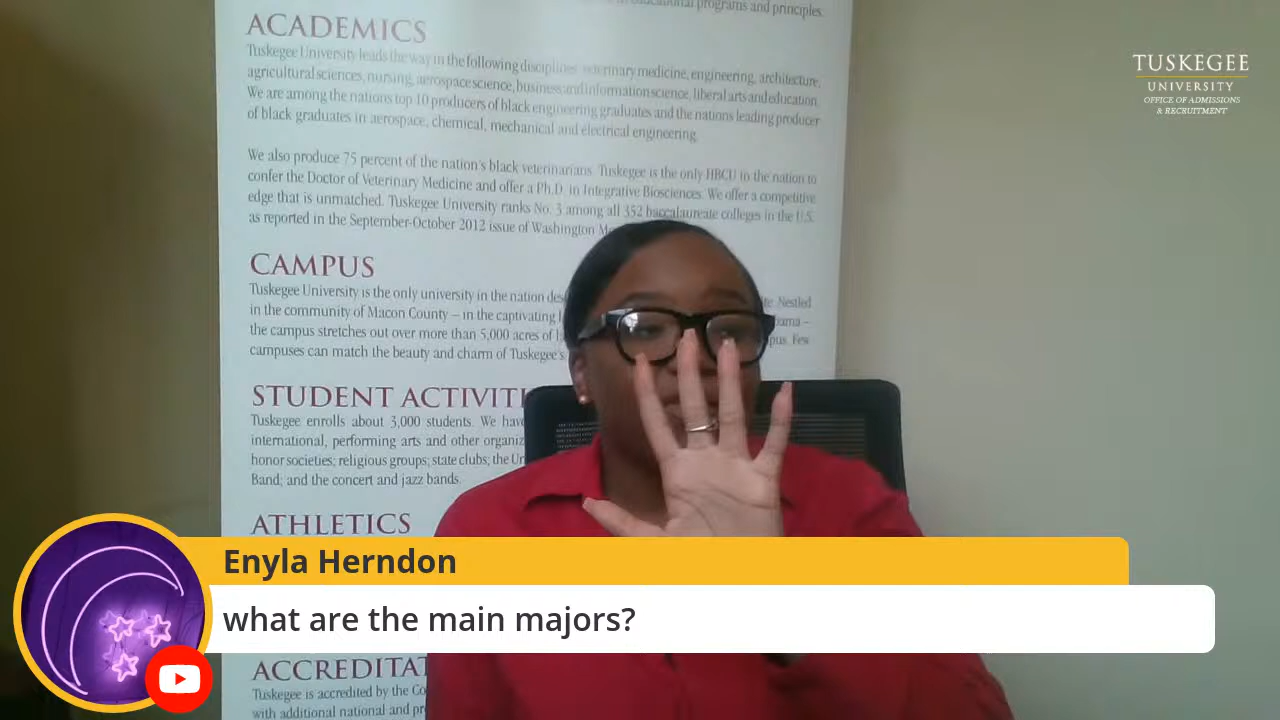 educational programs and principles.
ACADEMICS
Tuskegee University leads the way in the following disciplines: veterinary medicine, engineering, architecture,
agricultural sciences, nursing, aerospace science, business and information science, liberal arts and education.
We are among the nations top 10 producers of black engineering graduates and the nations leading producer
of black graduates in aerospace, chemical, mechanical and electrical engineering.
We also produce 75 percent of the nation's black veterinarians. Tuskegee is the only HBCU in the nation to
confer the Doctor of Veterinary Medicine and offer a Ph.D. in Integrative Biosciences. We offer a competitive
edge that is unmatched. Tuskegee University ranks No. 3 among all 352 baccalaureate colleges in the U.S.
as reported in the September-October 2012 issue of Washington
CAMPUS
Tuskegee University is the only university in the nation Nestled
in the community of Macon County – in the captivating
the campus stretches out over more than 5,000 acres of Few
campuses can match the beauty and charm of Tuskegee's
STUDENT ACTIVITI
Tuskegee enrolls about 3,000 students. We have
international, performing arts and other
honor societies; religious groups; state clubs; the
Band; and the concert and jazz bands.
ATHLETICS
ACCREDITAT
Tuskegee is accredited by the
with additional national and
TUSKEGEE
UNIVERSITY
OFFICE OF ADMISSIONS
& RECRUITMENT
Enyla Herndon
what are the main majors?